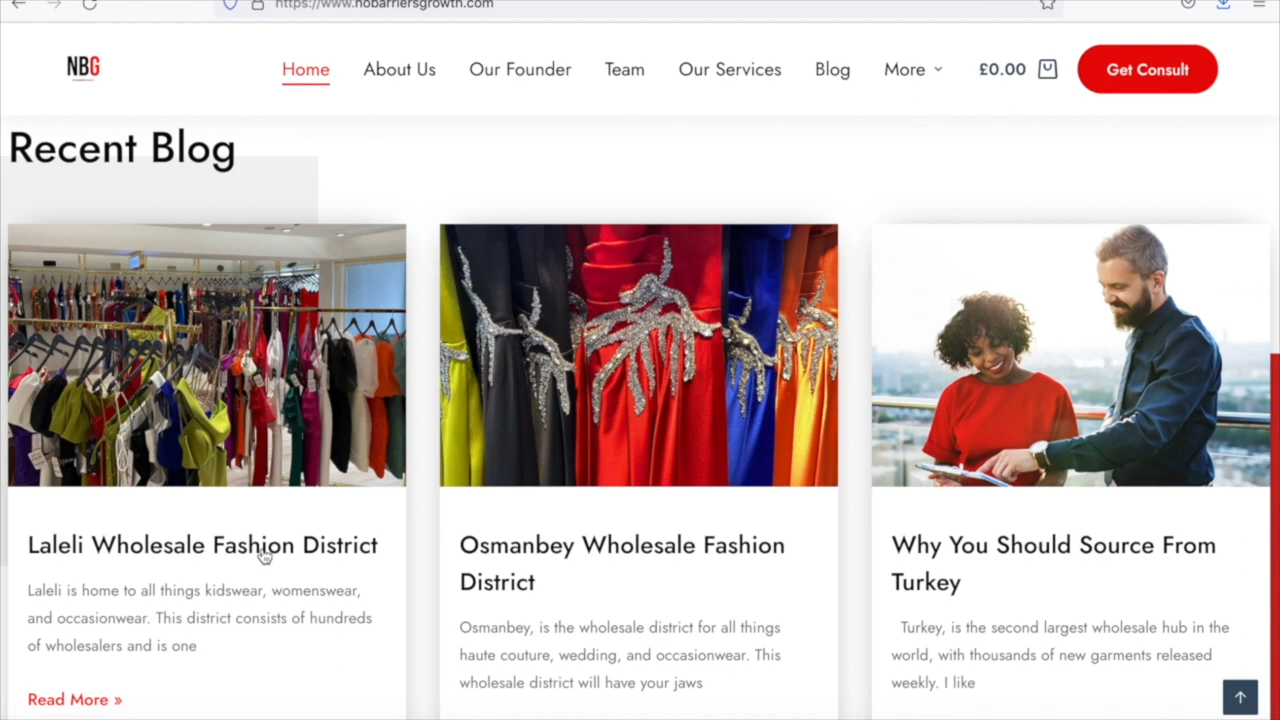 https://www.nobarriersgrowth.com
NBG
Home
About Us
Our Founder
Team
Our Services
Blog
More
£0.00
Get Consult
Recent Blog
Laleli Wholesale Fashion District
Laleli is home to all things kidswear, womenswear,
and occasionwear. This district consists of hundreds
of wholesalers and is one
Read More »
Osmanbey Wholesale Fashion
District
Osmanbey, is the wholesale district for all things
haute couture, wedding, and occasionwear. This
wholesale district will have your jaws
Why You Should Source From
Turkey
Turkey, is the second largest wholesale hub in the
world, with thousands of new garments released
weekly. I like